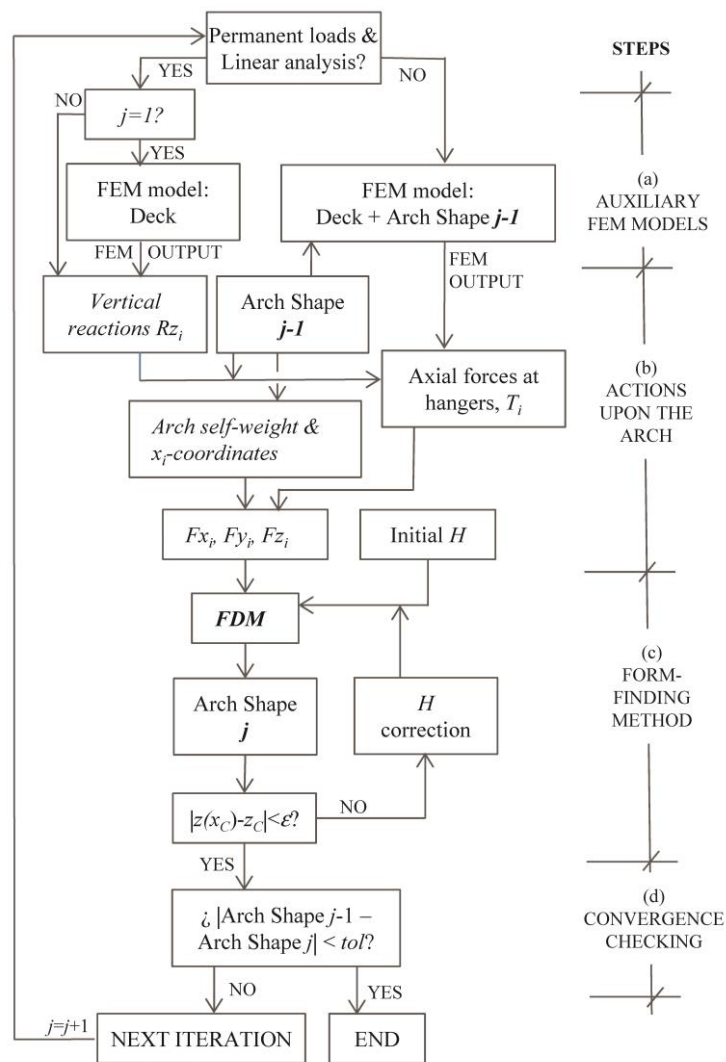 Permanent loads &
Linear analysis?
STEPS
YES
NO
NO
j=1?
YES
FEM model:
Deck
FEM model:
Deck + Arch Shape j-1
(a)
AUXILIARY
FEM MODELS
FEM OUTPUT
FEM
OUTPUT
Vertical
reactions Rzi
Arch Shape
j-1
Axial forces at
hangers, Ti
(b)
ACTIONS
UPON THE
ARCH
Arch self-weight &
xi-coordinates
Fxi, Fyi, Fzi
Initial H
FDM
(c)
FORM-
FINDING
METHOD
Arch Shape
j
H
correction
|z(xC)-zC|<ε?
NO
YES
¿ |Arch Shape j-1 –
Arch Shape j| < tol?
(d)
CONVERGENCE
CHECKING
NO
YES
j=j+1
NEXT ITERATION
END